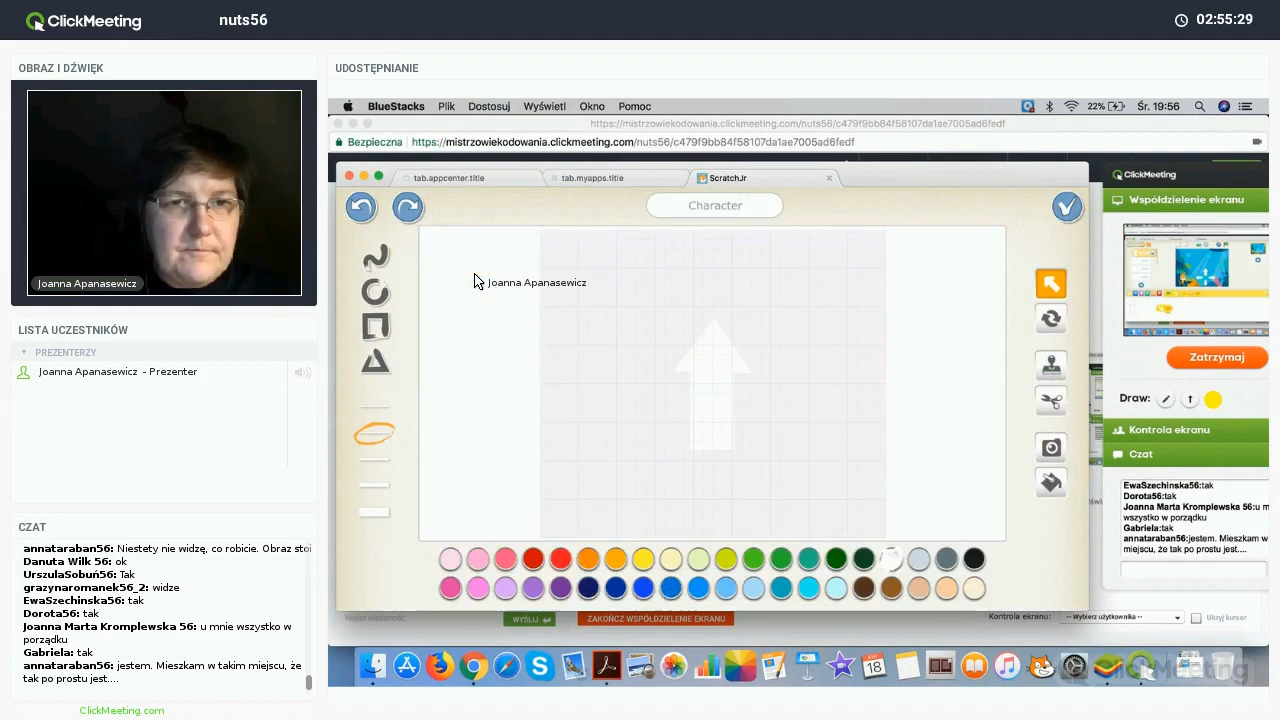 ClickMeeting
nuts56
02:55:29
OBRAZ I DŹWIĘK
Joanna Apanasewicz
LISTA UCZESTNIKÓW
PREZENTERZY
Joanna Apanasewicz - Prezenter
CZAT
annataraban56: Niestety nie widzę, co robicie. Obraz stoi
Danuta Wilk 56: ok
UrszulaSobuń56: Tak
grazynaromanek56_2: widze
EwaSzechinska56: tak
Dorota56: tak
Joanna Marta Kromplewska 56: u mnie wszystko w
porządku
Gabriela: tak
annataraban56: jestem. Mieszkam w takim miejscu, że
tak po prostu jest....
ClickMeeting.com
UDOSTĘPNIANIE
BlueStacks Plik Dostosuj Wyświetl Okno Pomoc
22% Śr. 19:56
https://mistrzowiekodowania.clickmeeting.com/nuts56/c479f9bb84f58107da1ae7005ad6fedf
Bezpieczna https://mistrzowiekodowania.clickmeeting.com/nuts56/c479f9bb84f58107da1ae7005ad6fedf
tab.appcenter.title
tab.myapps.title
ScratchJr
Character
Joanna Apanasewicz
ClickMeeting
Współdzielenie ekranu
Zatrzymaj
Draw:
Kontrola ekranu
Czat
EwaSzechinska56:tak
Dorota56:tak
Joanna Marta Kromplewska 56:u m
wszystko w porządku
Gabriela:tak
annataraban56:jestem. Mieszkam w
miejscu, że tak po prostu jest....
Napisz wiadomość
WYŚLIJ
ZAKOŃCZ WSPÓŁDZIELENIE EKRANU
Kontrola ekranu:
-- Wybierz użytkownika --
Ukryj kursor
KWI
18
ClickMeeting